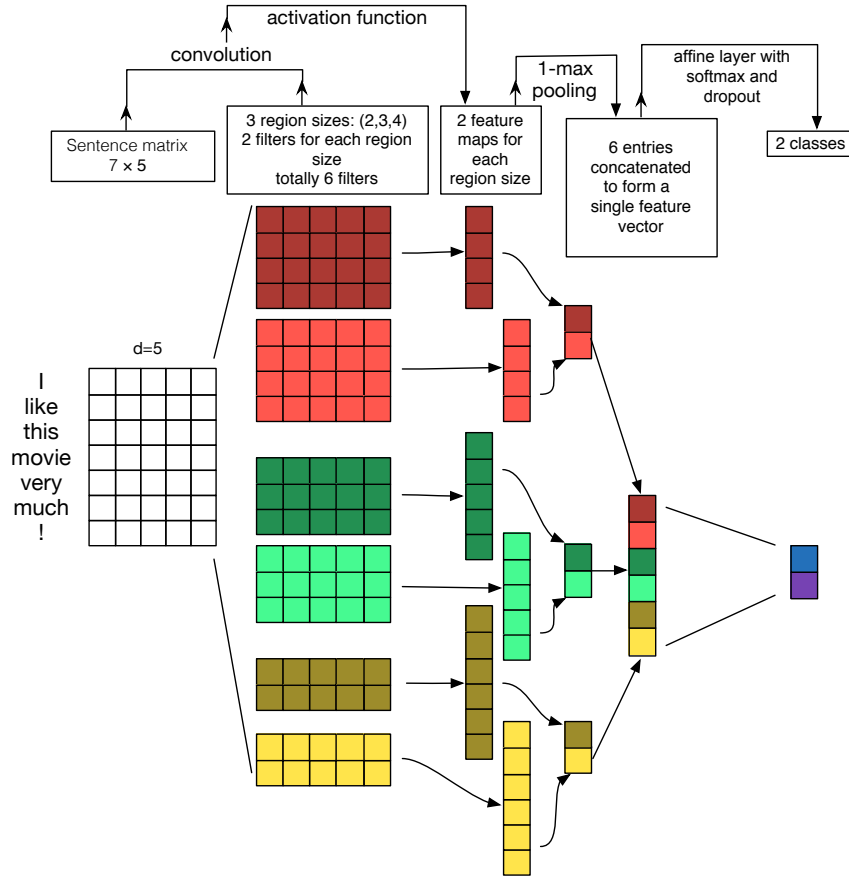 activation function
convolution
1-max
pooling
affine layer with
softmax and
dropout
Sentence matrix
7 × 5
3 region sizes: (2,3,4)
2 filters for each region
size
totally 6 filters
2 feature
maps for
each
region size
6 entries
concatenated
to form a
single feature
vector
2 classes
d=5
I
like
this
movie
very
much
!